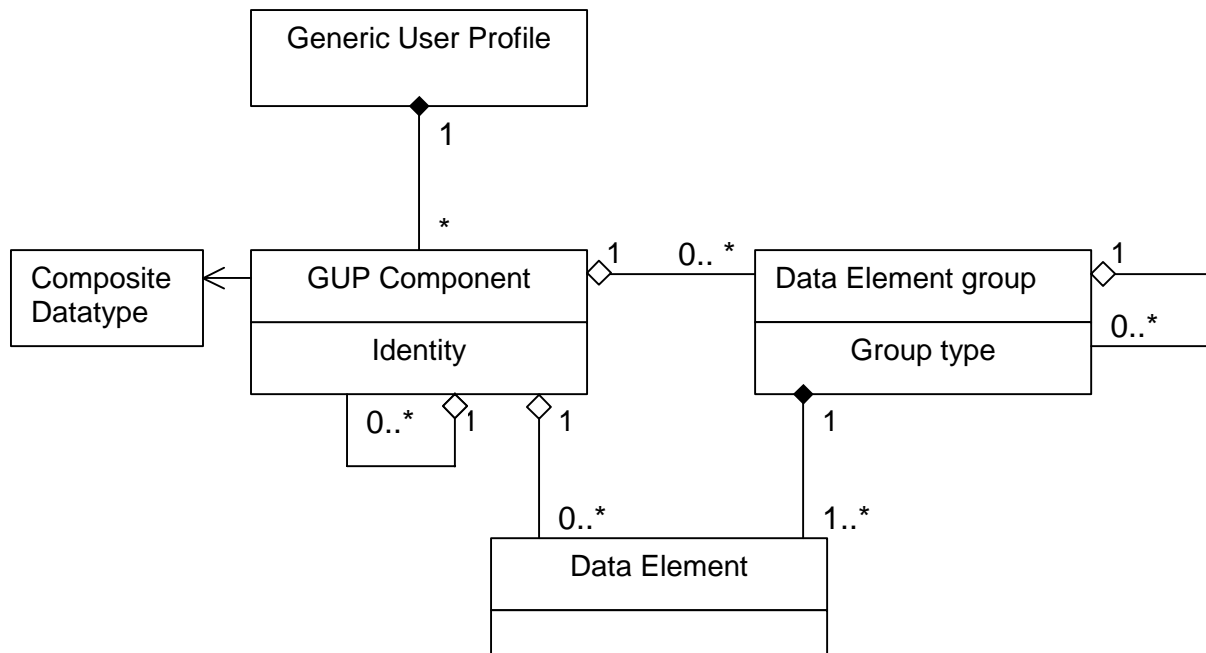 Generic User Profile
1
*
Composite
Datatype
GUP Component
1
0.. *
Data Element group
1
Identity
Group type
0..*
0..*
1
1
1
0..*
1..*
Data Element